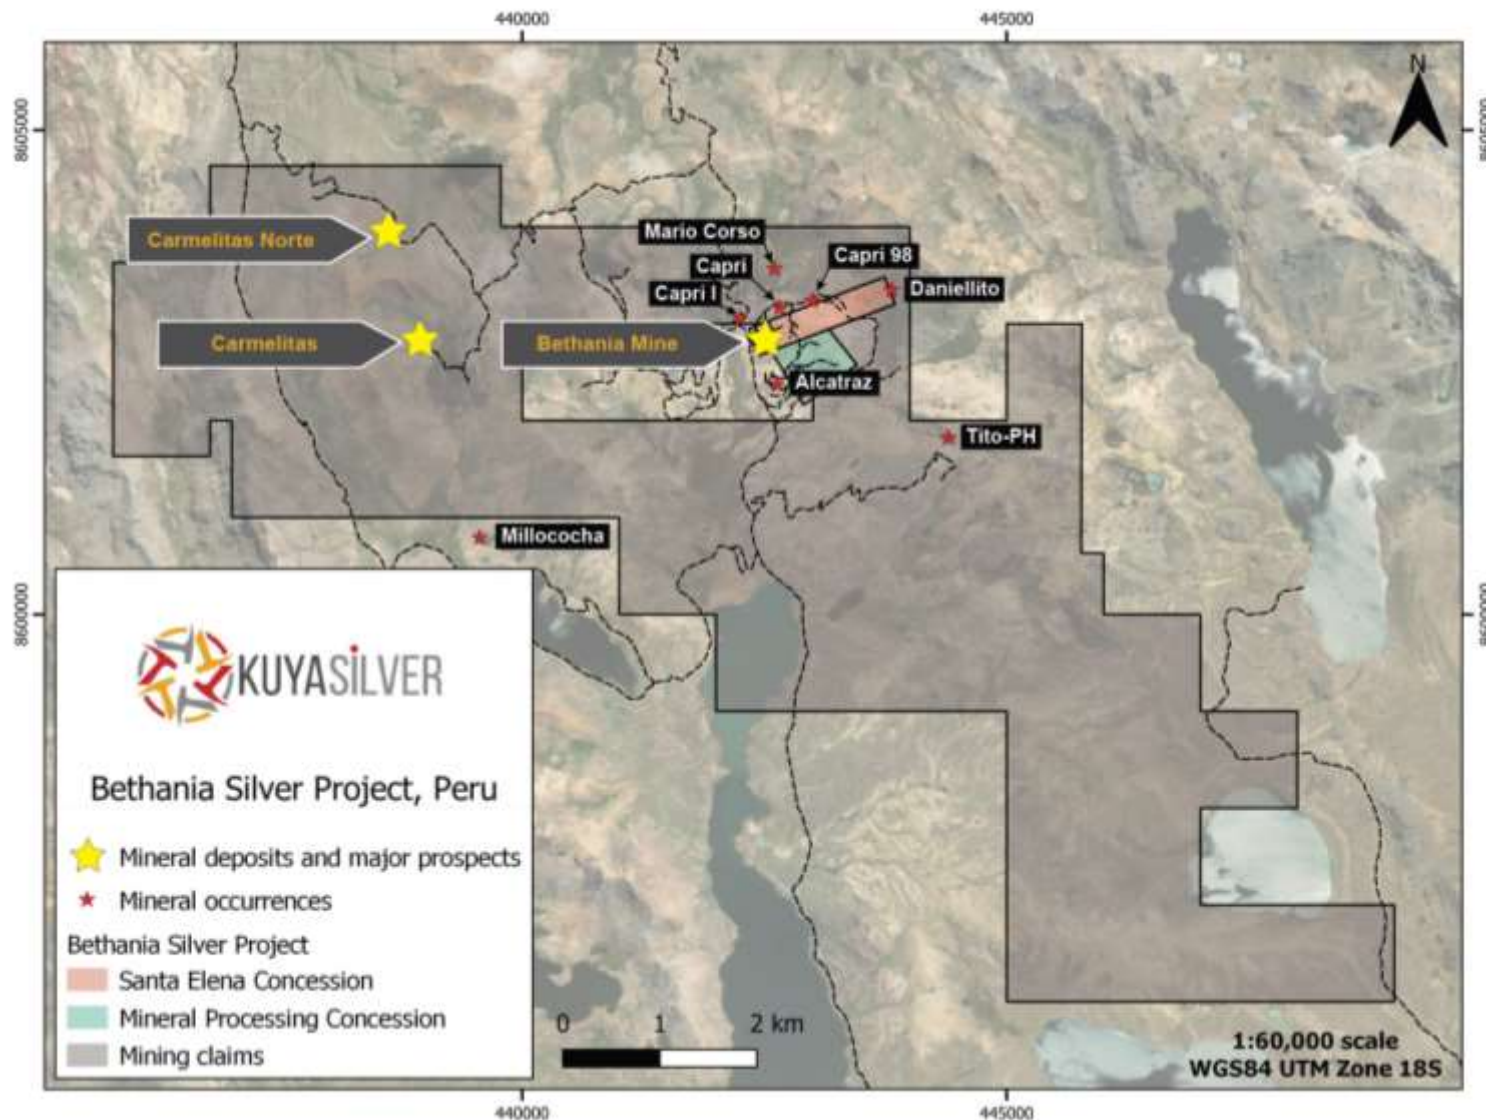 440000
445000
N
8605000
8605000
Carmelitas Norte
Mario Corso
Capri
Capri 98
Capri I
Daniellito
Carmelitas
Bethania Mine
Alcatraz
Tito-PH
Millococha
8600000
8600000
KUYASILVER
Bethania Silver Project, Peru
Mineral deposits and major prospects
Mineral occurrences
Bethania Silver Project
Santa Elena Concession
Mineral Processing Concession
Mining claims
0 1 2 km
1:60,000 scale
WGS84 UTM Zone 18S
440000
445000